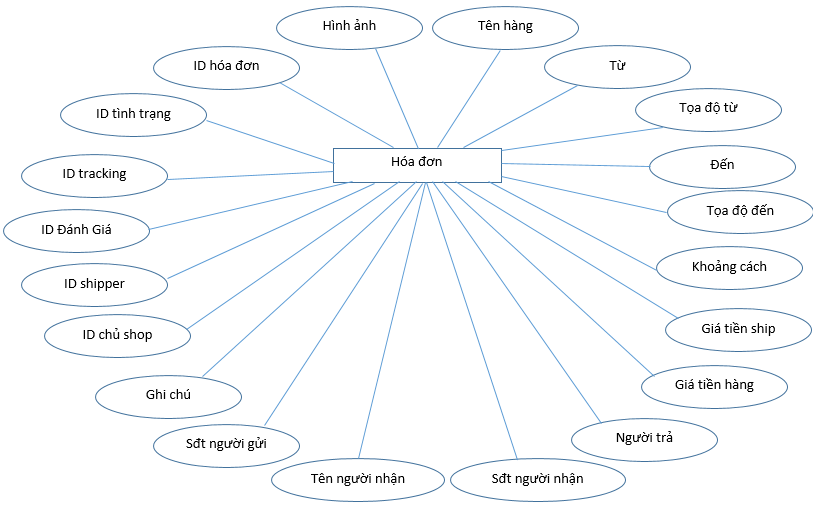 Hình ảnh
Tên hàng
ID hóa đơn
Từ
ID tình trạng
Tọa độ từ
Hóa đơn
Đến
ID tracking
Tọa độ đến
ID Đánh Giá
Khoảng cách
ID shipper
Giá tiền ship
ID chủ shop
Giá tiền hàng
Ghi chú
Người trả
Sđt người gửi
Tên người nhận
Sđt người nhận